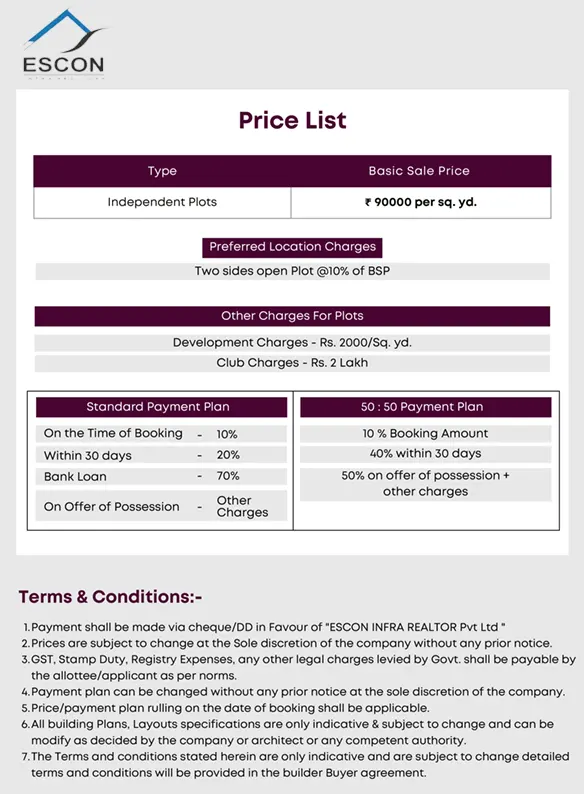 ESCON
Price List
Type Basic Sale Price
Independent Plots ₹ 90000 per sq. yd.
Preferred Location Charges
Two sides open Plot @10% of BSP
Other Charges For Plots
Development Charges - Rs. 2000/Sq. yd.
Club Charges - Rs. 2 Lakh
Standard Payment Plan
On the Time of Booking - 10%
Within 30 days - 20%
Bank Loan - 70%
On Offer of Possession - Other
Charges
50 : 50 Payment Plan
10 % Booking Amount
40% within 30 days
50% on offer of possession +
other charges
Terms & Conditions:-
1. Payment shall be made via cheque/DD in Favour of "ESCON INFRA REALTOR Pvt Ltd "
2. Prices are subject to change at the Sole discretion of the company without any prior notice.
3. GST, Stamp Duty, Registry Expenses, any other legal charges levied by Govt. shall be payable by
the allottee/applicant as per norms.
4. Payment plan can be changed without any prior notice at the sole discretion of the company.
5. Price/payment plan rulling on the date of booking shall be applicable.
6. All building Plans, Layouts specifications are only indicative & subject to change and can be
modify as decided by the company or architect or any competent authority.
7. The Terms and conditions stated herein are only indicative and are subject to change detailed
terms and conditions will be provided in the builder Buyer agreement.